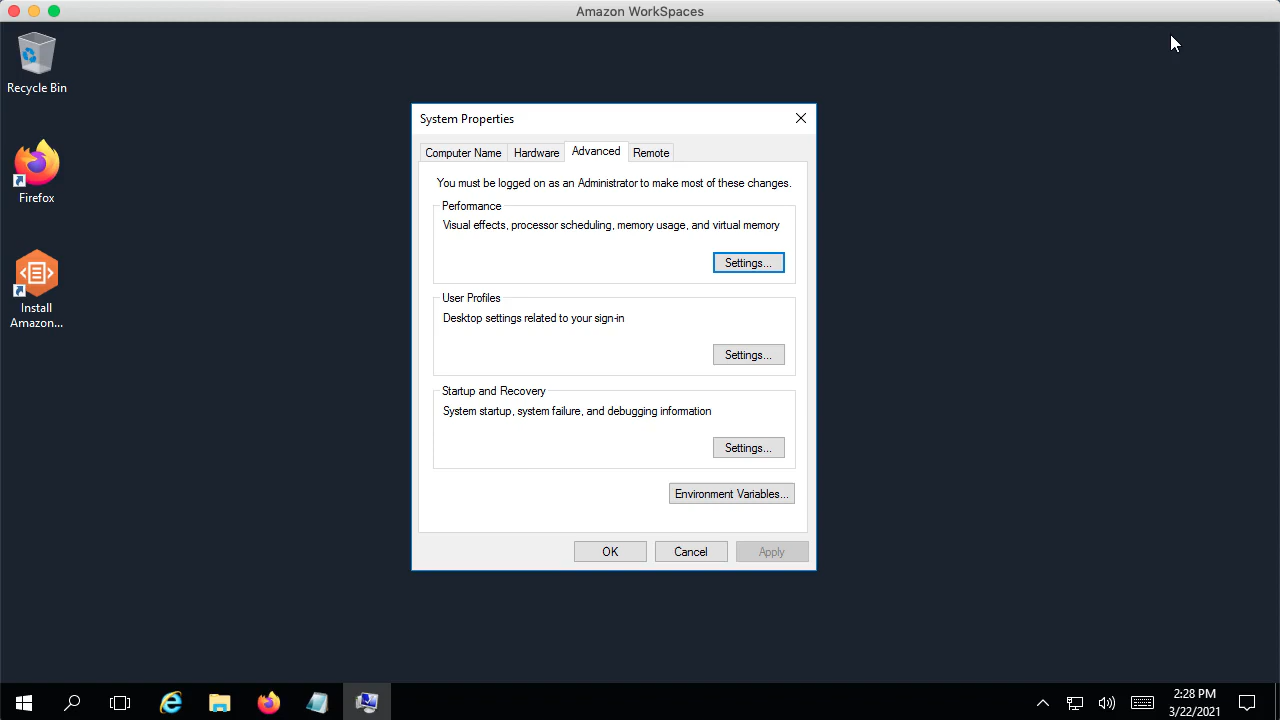 Amazon WorkSpaces
Recycle Bin
Firefox
Install
Amazon...
System Properties
Computer Name
Hardware
Advanced
Remote
You must be logged on as an Administrator to make most of these changes.
Performance
Visual effects, processor scheduling, memory usage, and virtual memory
Settings...
User Profiles
Desktop settings related to your sign-in
Settings...
Startup and Recovery
System startup, system failure, and debugging information
Settings...
Environment Variables...
OK
Cancel
Apply
2:28 PM
3/22/2021